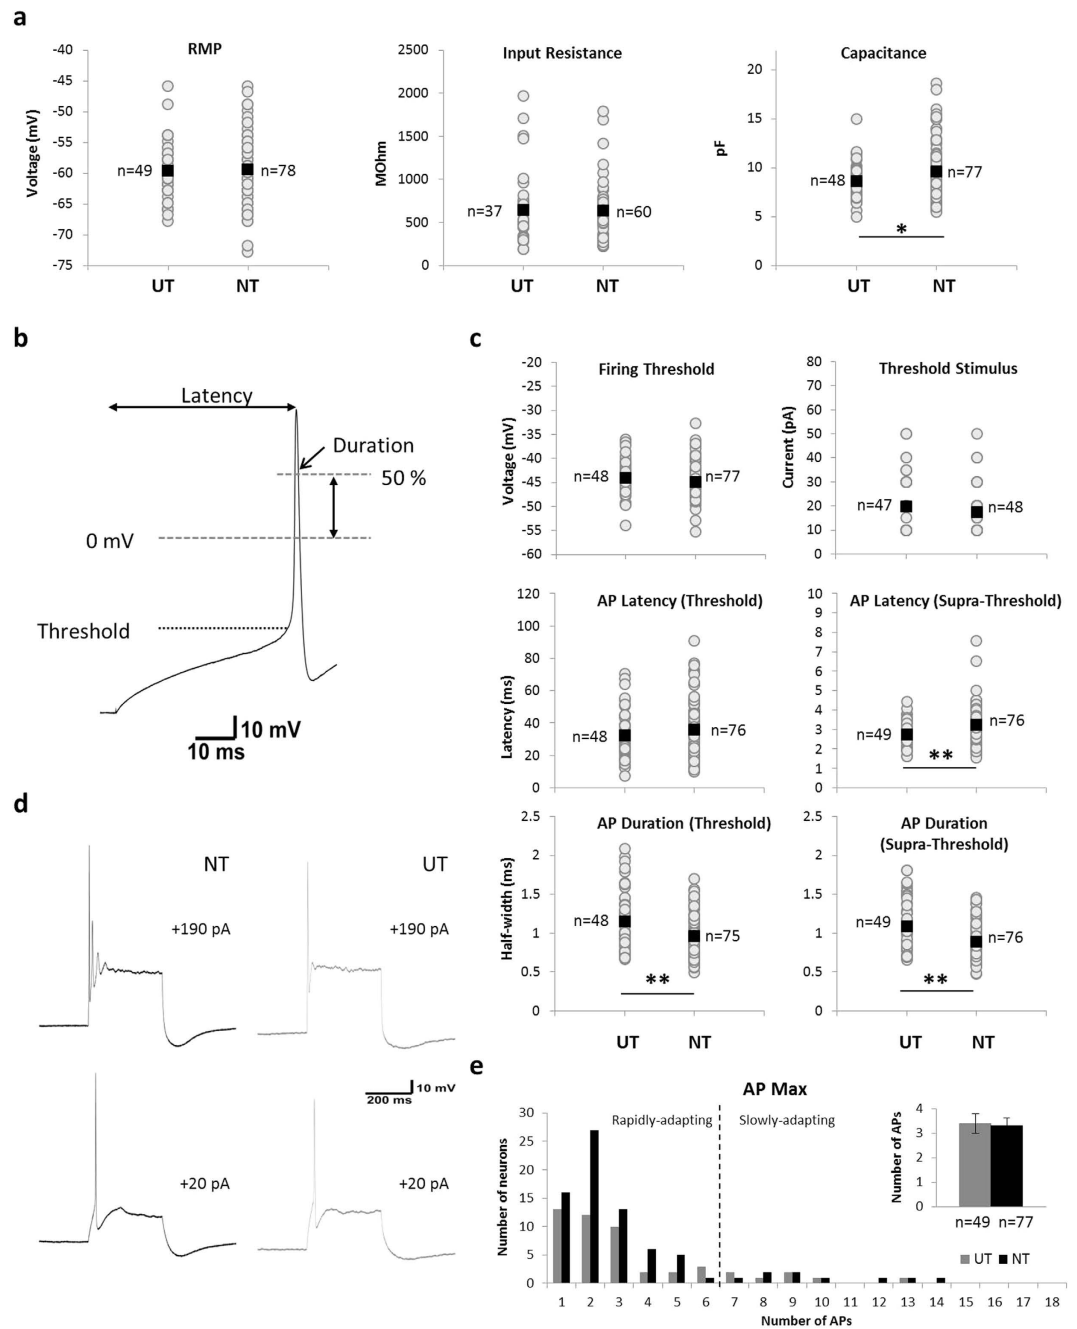 a
RMP
Input Resistance
Capacitance
-40
-45
-50
-55
-60
-65
-70
-75
Voltage (mV)
n=49
n=78
UT
NT
2500
2000
1500
1000
500
0
MOhm
n=37
n=60
UT
NT
20
15
10
5
0
pF
n=48
n=77
*
UT
NT
b
Latency
Duration
50 %
0 mV
Threshold
10 mV
10 ms
c
Firing Threshold
-20
-25
-30
-35
-40
-45
-50
-55
-60
Voltage (mV)
n=48
n=77
Threshold Stimulus
80
70
60
50
40
30
20
10
0
Current (pA)
n=47
n=48
AP Latency (Threshold)
120
100
80
60
40
20
0
Latency (ms)
n=48
n=76
AP Latency (Supra-Threshold)
10
9
8
7
6
5
4
3
2
1
0
n=49
n=76
**
AP Duration (Threshold)
2.5
2
1.5
1
0.5
0
Half-width (ms)
n=48
n=75
**
UT
NT
AP Duration
(Supra-Threshold)
2.5
2
1.5
1
0.5
0
n=49
n=76
**
UT
NT
d
NT
UT
+190 pA
+190 pA
10 mV
200 ms
+20 pA
+20 pA
e
AP Max
Rapidly-adapting
Slowly-adapting
30
25
20
15
10
5
0
Number of neurons
1 2 3 4 5 6 7 8 9 10 11 12 13 14 15 16 17 18
Number of APs
4
3
2
1
0
Number of APs
n=49 n=77
UT NT